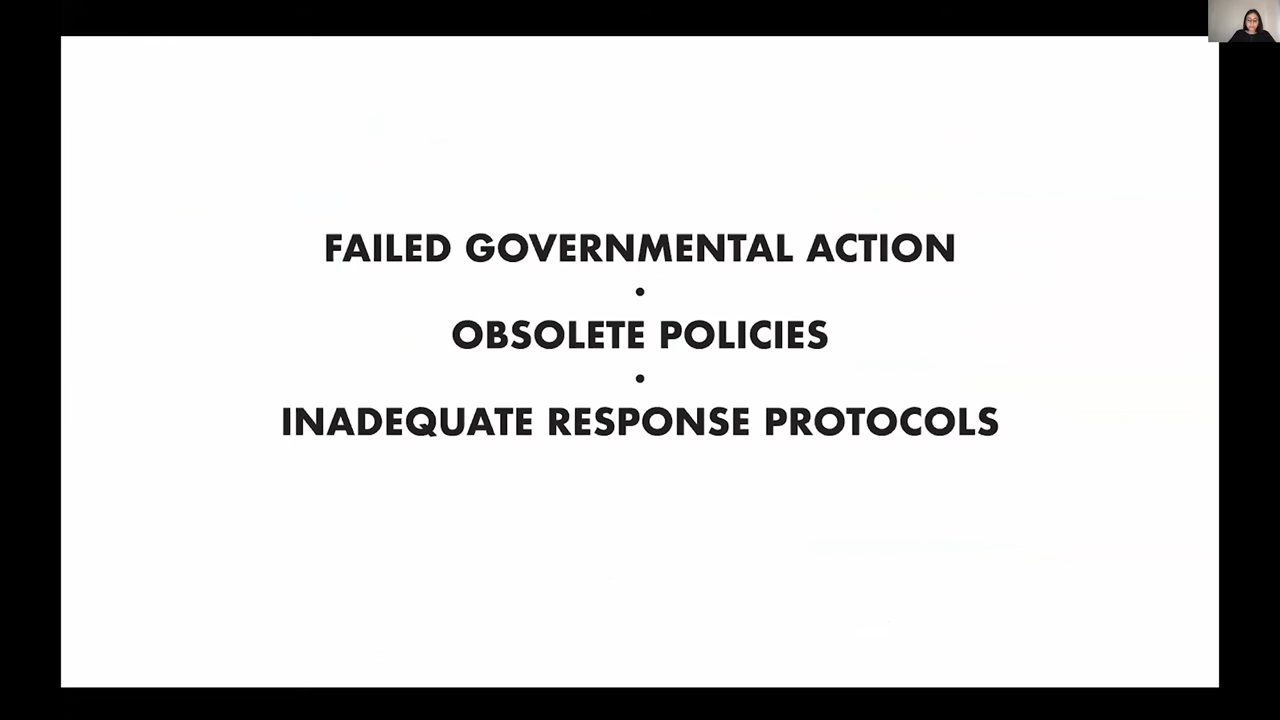 FAILED GOVERNMENTAL ACTION
•
OBSOLETE POLICIES
•
INADEQUATE RESPONSE PROTOCOLS